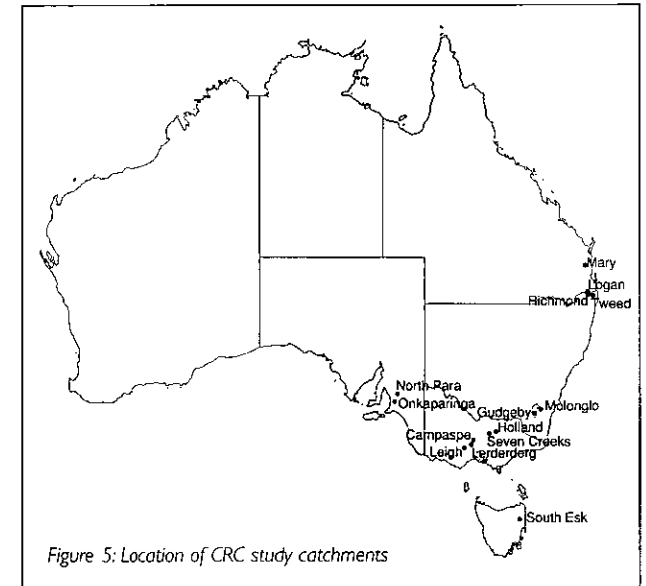 Mary
Logan
Richmond
Tweed
North Para
Onkaparinga
Gudgeby
Molonglo
Holland
Campaspe
Seven Creeks
Leigh
Lerderderg
South Esk
Figure 5: Location of CRC study catchments